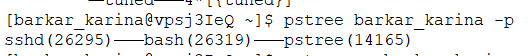 [barkar_karina@vpsj3IeQ ~]$ pstree barkar_karina -p
sshd(26295)───bash(26319)───pstree(14165)